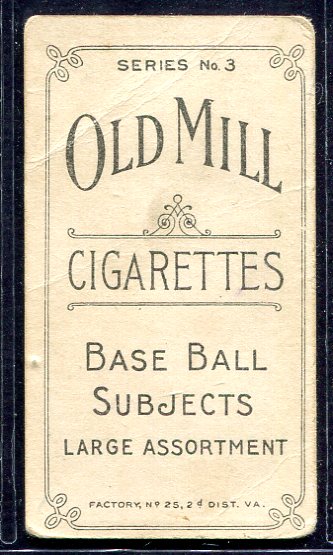 SERIES No. 3
OLD MILL
CIGARETTES
BASE BALL
SUBJECTS
LARGE ASSORTMENT
FACTORY, Nº 25, 2d DIST. VA.